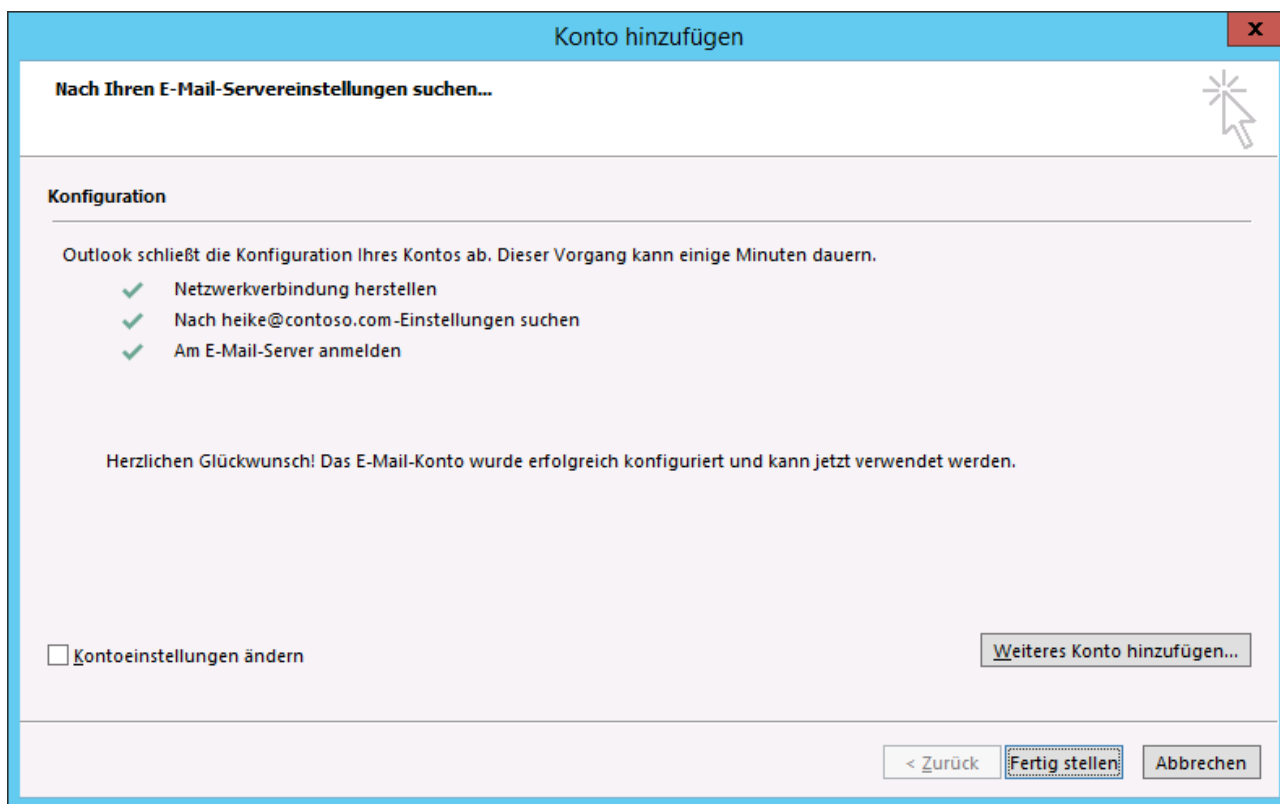 Konto hinzufügen
x
Nach Ihren E-Mail-Servereinstellungen suchen...
Konfiguration
Outlook schließt die Konfiguration Ihres Kontos ab. Dieser Vorgang kann einige Minuten dauern.
Netzwerkverbindung herstellen
Nach heike@contoso.com-Einstellungen suchen
Am E-Mail-Server anmelden
Herzlichen Glückwunsch! Das E-Mail-Konto wurde erfolgreich konfiguriert und kann jetzt verwendet werden.
Kontoeinstellungen ändern
Weiteres Konto hinzufügen...
< Zurück Fertig stellen Abbrechen